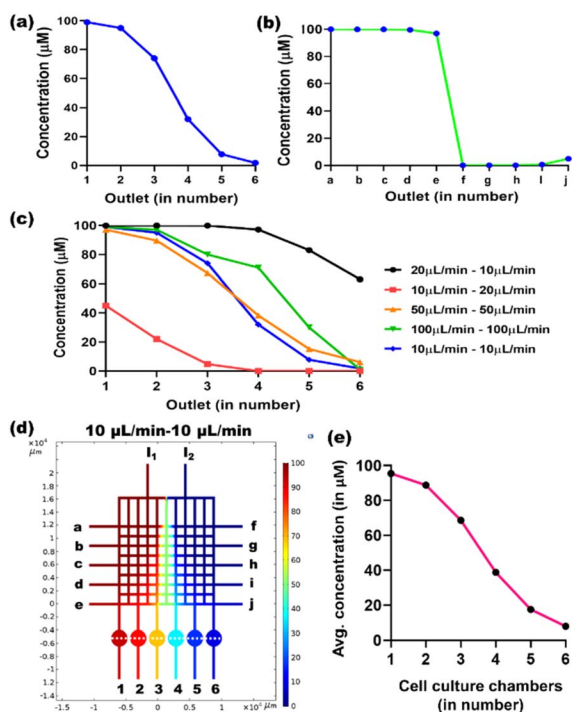 (a)
100
80
60
40
20
0
Concentration (µM)
1 2 3 4 5 6
Outlet (in number)
(b)
100
80
60
40
20
0
Concentration (µM)
a b c d e f g h I j
Outlet (in number)
(c)
100
80
60
40
20
0
Concentration (µM)
1 2 3 4 5 6
Outlet (in number)
20µL/min - 10µL/min
10µL/min - 20µL/min
50µL/min - 50µL/min
100µL/min - 100µL/min
10µL/min - 10µL/min
(d)
10 µL/min-10 µL/min
×10⁴ µm
I₁ I₂
2
1.8
1.6
1.4
1.2
1
0.8
0.6
0.4
0.2
0
-0.2
-0.4
-0.6
-0.8
-1
-1.2
-1.4
a f
b g
c h
d i
e j
1 2 3 4 5 6
-1.5 -1 -0.5 0 0.5 1
×10⁴ µm
100
90
80
70
60
50
40
30
20
10
0
(e)
100
80
60
40
20
0
Avg. concentration (in µM)
1 2 3 4 5 6
Cell culture chambers
(in number)